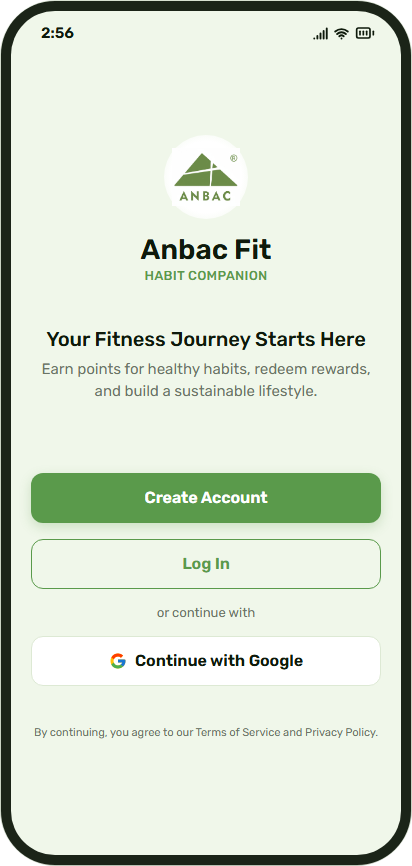 2:56
®
ANBAC
Anbac Fit
HABIT COMPANION
Your Fitness Journey Starts Here
Earn points for healthy habits, redeem rewards,
and build a sustainable lifestyle.
Create Account
Log In
or continue with
Continue with Google
By continuing, you agree to our Terms of Service and Privacy Policy.